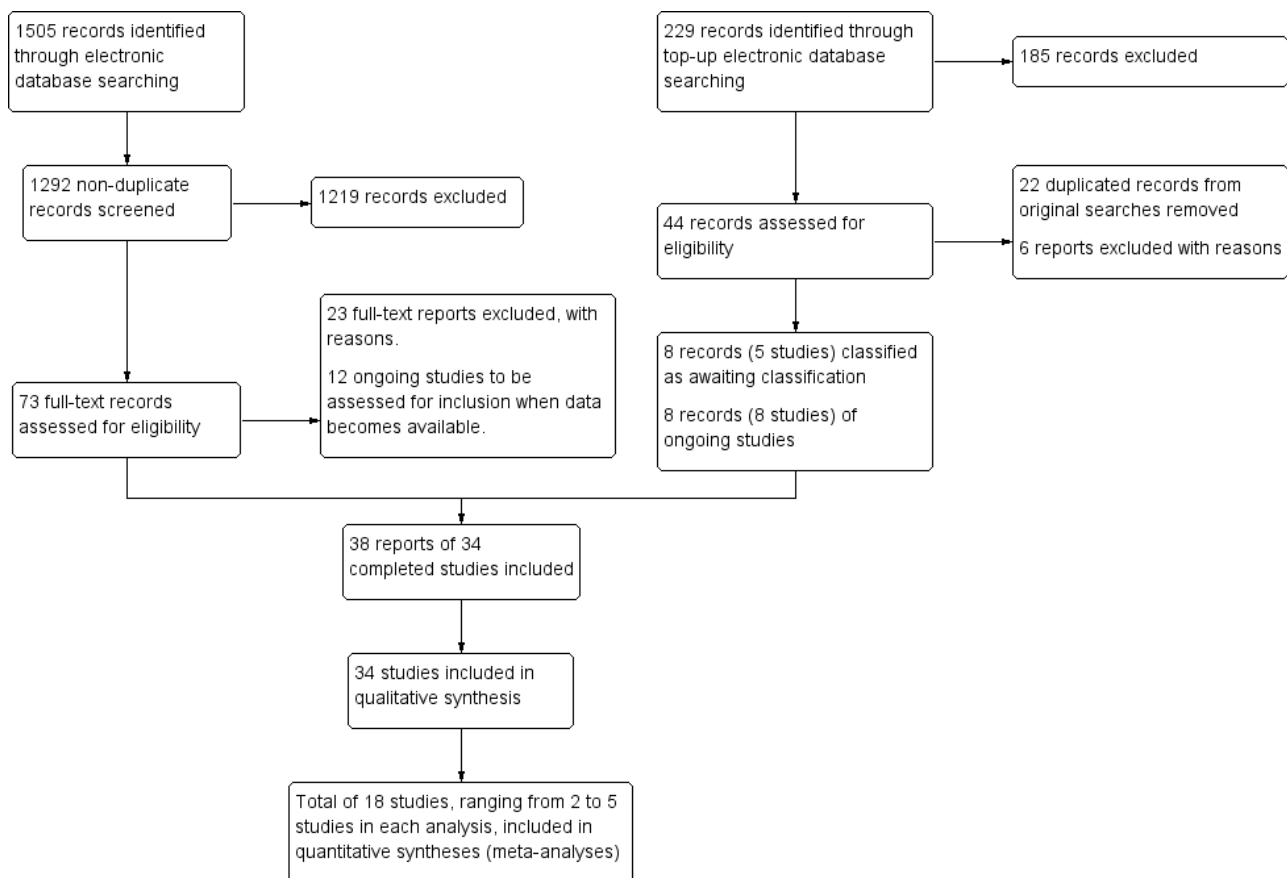 1505 records identified
through electronic
database searching
229 records identified through
top-up electronic database
searching
185 records excluded
1292 non-duplicate
records screened
1219 records excluded
44 records assessed for
eligibility
22 duplicated records from
original searches removed
6 reports excluded with reasons
23 full-text reports excluded, with
reasons.
12 ongoing studies to be
assessed for inclusion when data
becomes available.
73 full-text records
assessed for eligibility
8 records (5 studies) classified
as awaiting classification
8 records (8 studies) of
ongoing studies
38 reports of 34
completed studies included
34 studies included in
qualitative synthesis
Total of 18 studies, ranging from 2 to 5
studies in each analysis, included in
quantitative syntheses (meta-analyses)